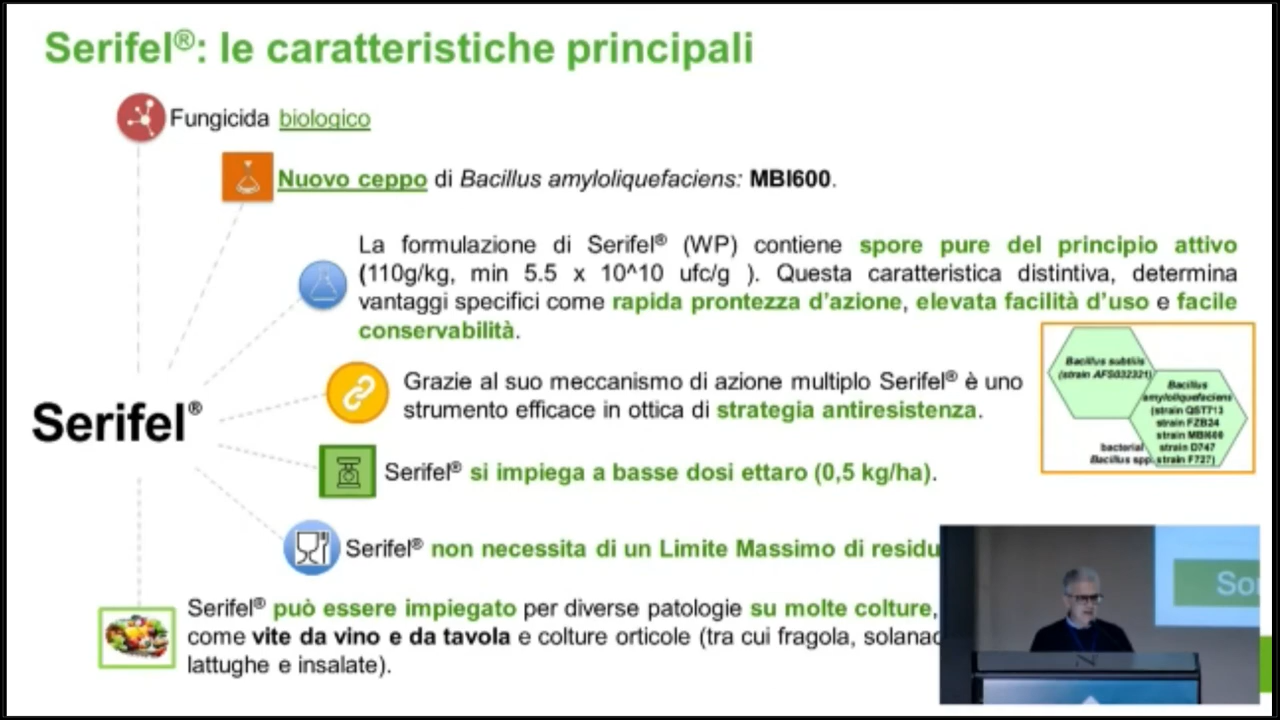 Serifel®: le caratteristiche principali
Fungicida biologico
Nuovo ceppo di Bacillus amyloliquefaciens: MBI600.
La formulazione di Serifel® (WP) contiene spore pure del principio attivo
(110g/kg, min 5.5 x 10^10 ufc/g ). Questa caratteristica distintiva, determina
vantaggi specifici come rapida prontezza d'azione, elevata facilità d'uso e facile
conservabilità.
Grazie al suo meccanismo di azione multiplo Serifel® è uno
strumento efficace in ottica di strategia antiresistenza.
Bacillus subtilis
(strain AFS032321)
Bacillus
amyloliquefaciens
(strain QST713
strain FZB24
strain MBI600
strain D747
strain F727)
bacterial
Bacillus spp.
Serifel®
Serifel® si impiega a basse dosi ettaro (0,5 kg/ha).
Serifel® non necessita di un Limite Massimo di residu
Serifel® può essere impiegato per diverse patologie su molte colture,
come vite da vino e da tavola e colture orticole (tra cui fragola, solanac
lattughe e insalate).